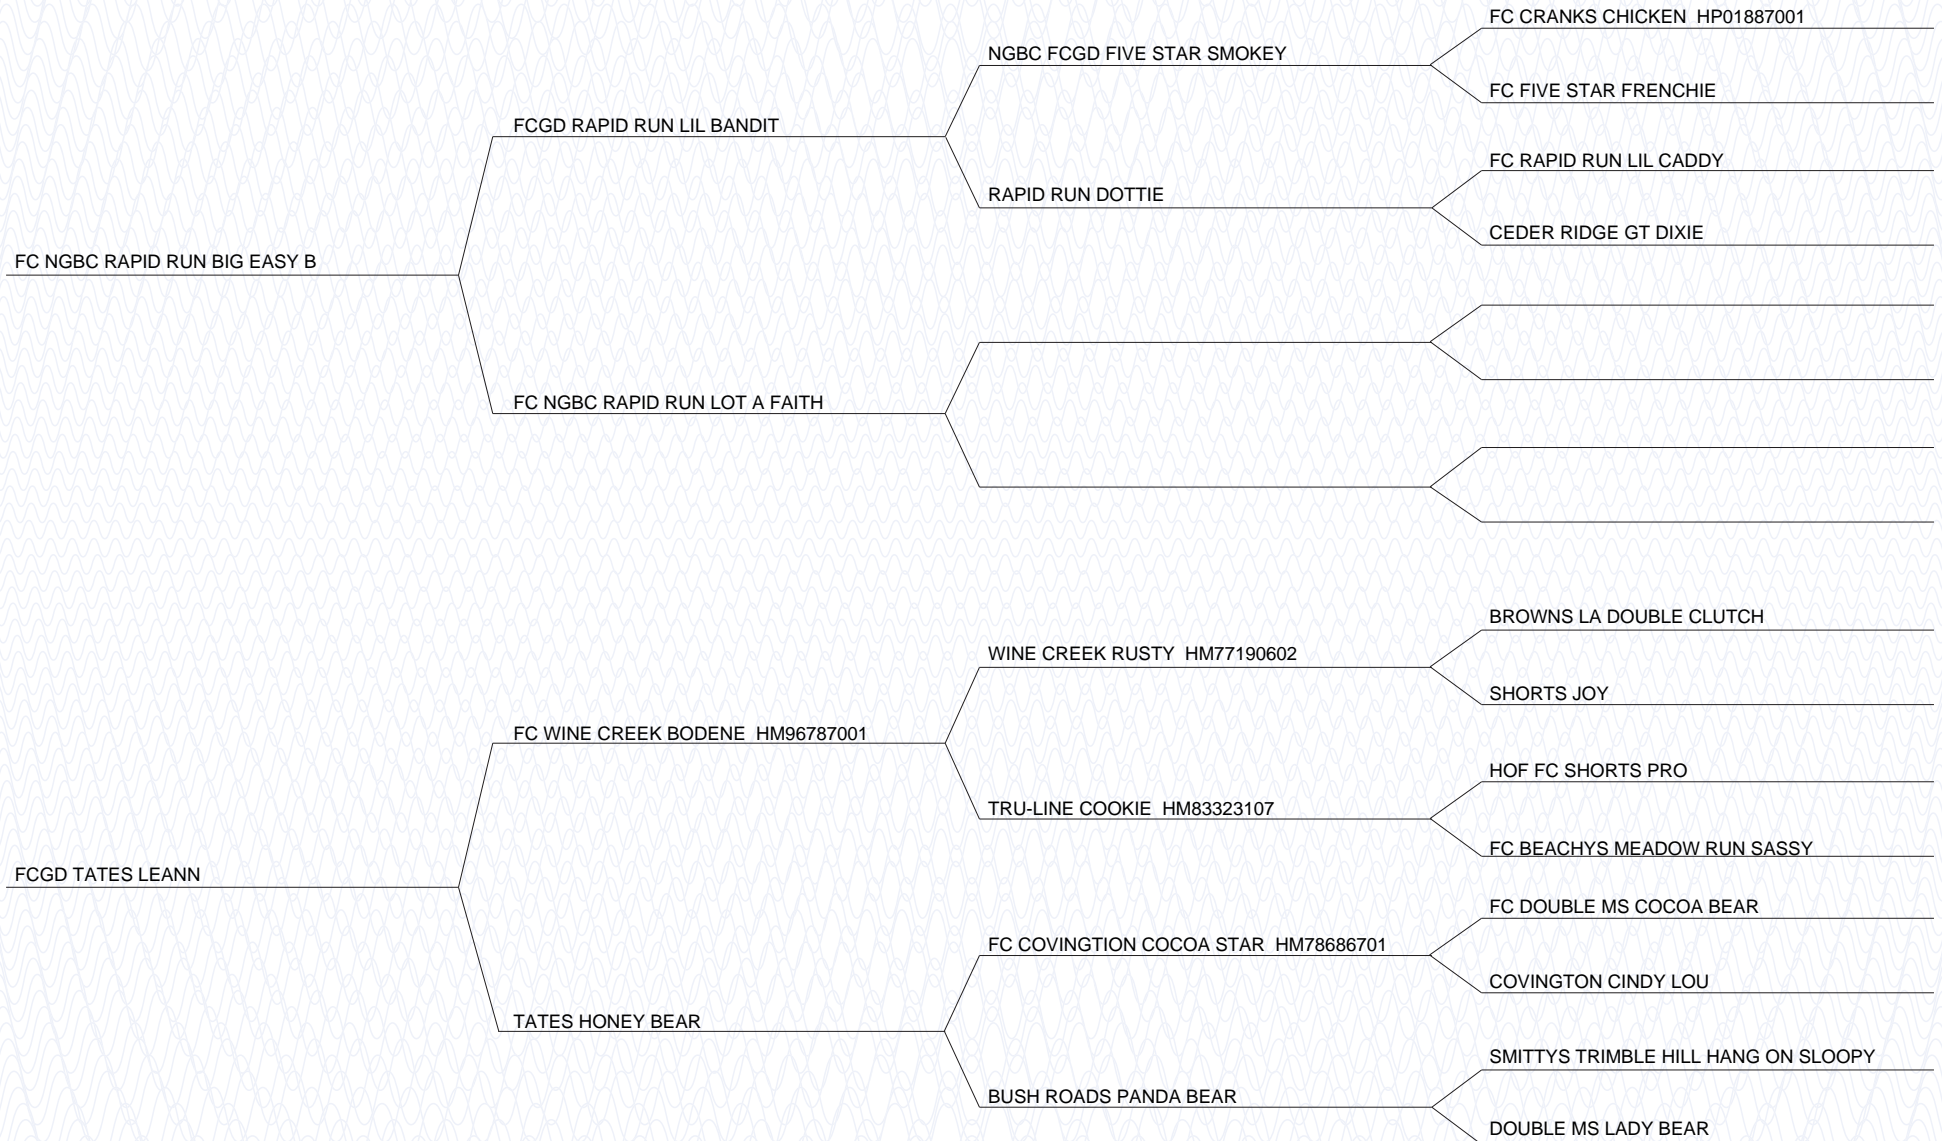 FC CRANKS CHICKEN  HP01887001
NGBC FCGD FIVE STAR SMOKEY
FC FIVE STAR FRENCHIE
FCGD RAPID RUN LIL BANDIT
FC RAPID RUN LIL CADDY
RAPID RUN DOTTIE
CEDER RIDGE GT DIXIE
FC NGBC RAPID RUN BIG EASY B
FC NGBC RAPID RUN LOT A FAITH
BROWNS LA DOUBLE CLUTCH
WINE CREEK RUSTY  HM77190602
SHORTS JOY
FC WINE CREEK BODENE  HM96787001
HOF FC SHORTS PRO
TRU-LINE COOKIE  HM83323107
FC BEACHYS MEADOW RUN SASSY
FCGD TATES LEANN
FC DOUBLE MS COCOA BEAR
FC COVINGTION COCOA STAR  HM78686701
COVINGTON CINDY LOU
TATES HONEY BEAR
SMITTYS TRIMBLE HILL HANG ON SLOOPY
BUSH ROADS PANDA BEAR
DOUBLE MS LADY BEAR